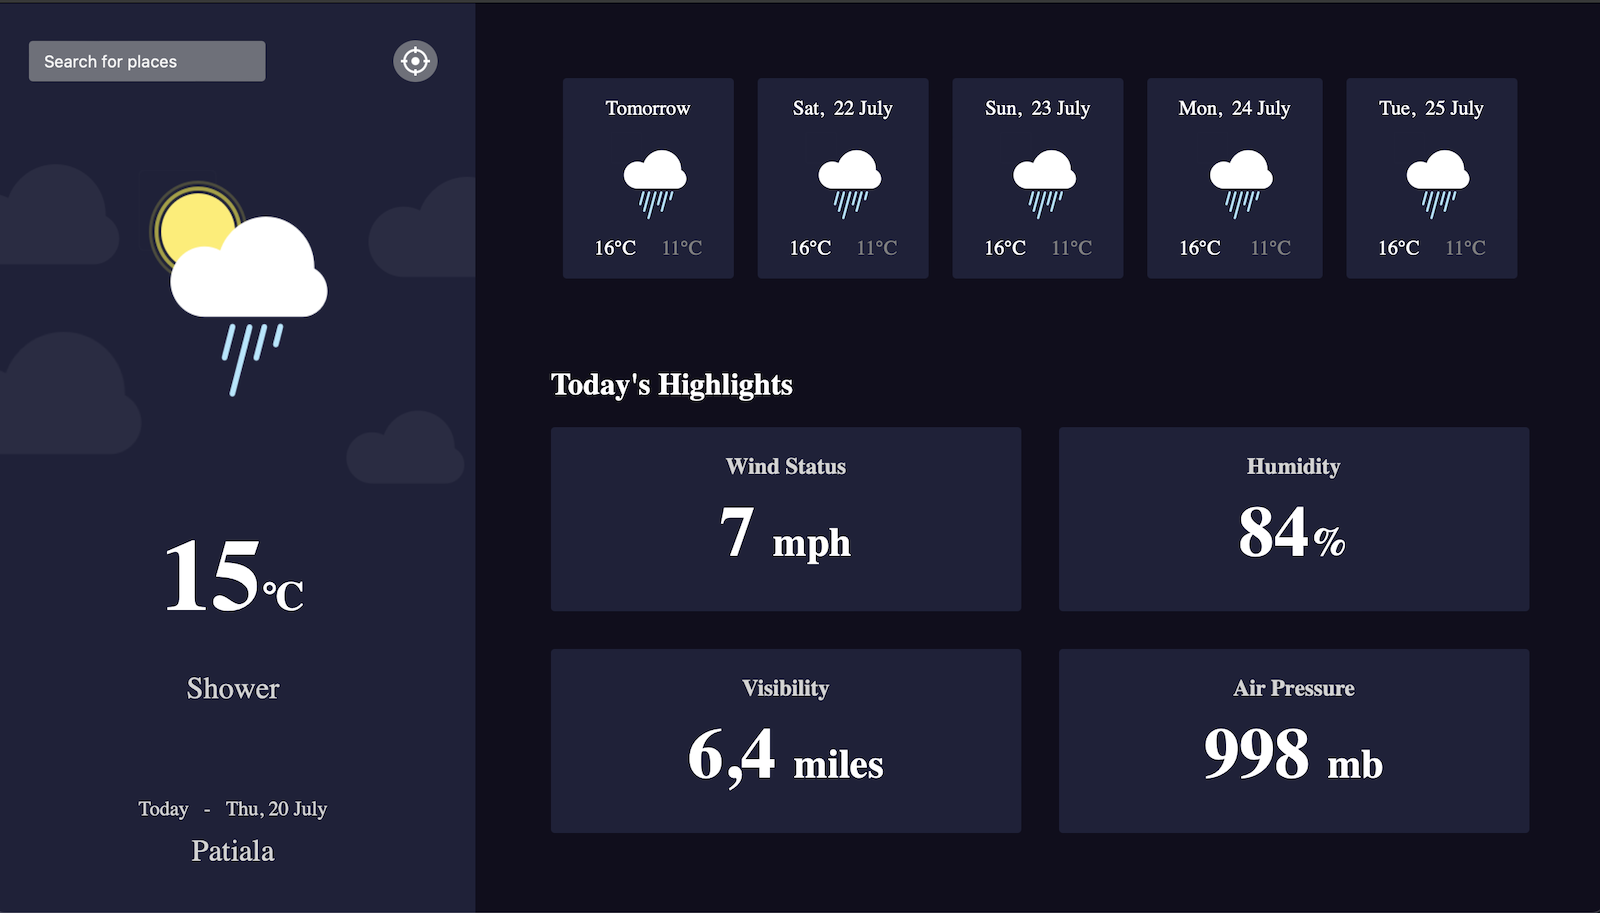 Search for places
15°C
Shower
Today - Thu, 20 July
Patiala
Tomorrow
16°C 11°C
Sat, 22 July
16°C 11°C
Sun, 23 July
16°C 11°C
Mon, 24 July
16°C 11°C
Tue, 25 July
16°C 11°C
Today's Highlights
Wind Status
7 mph
Humidity
84%
Visibility
6,4 miles
Air Pressure
998 mb